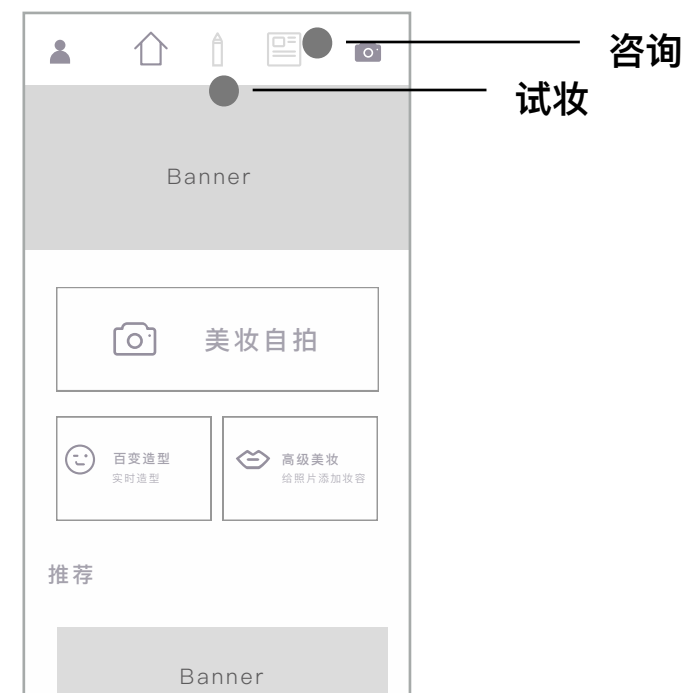 咨询
试妆
Banner
美妆自拍
百变造型
实时造型
高级美妆
给照片添加妆容
推荐
Banner